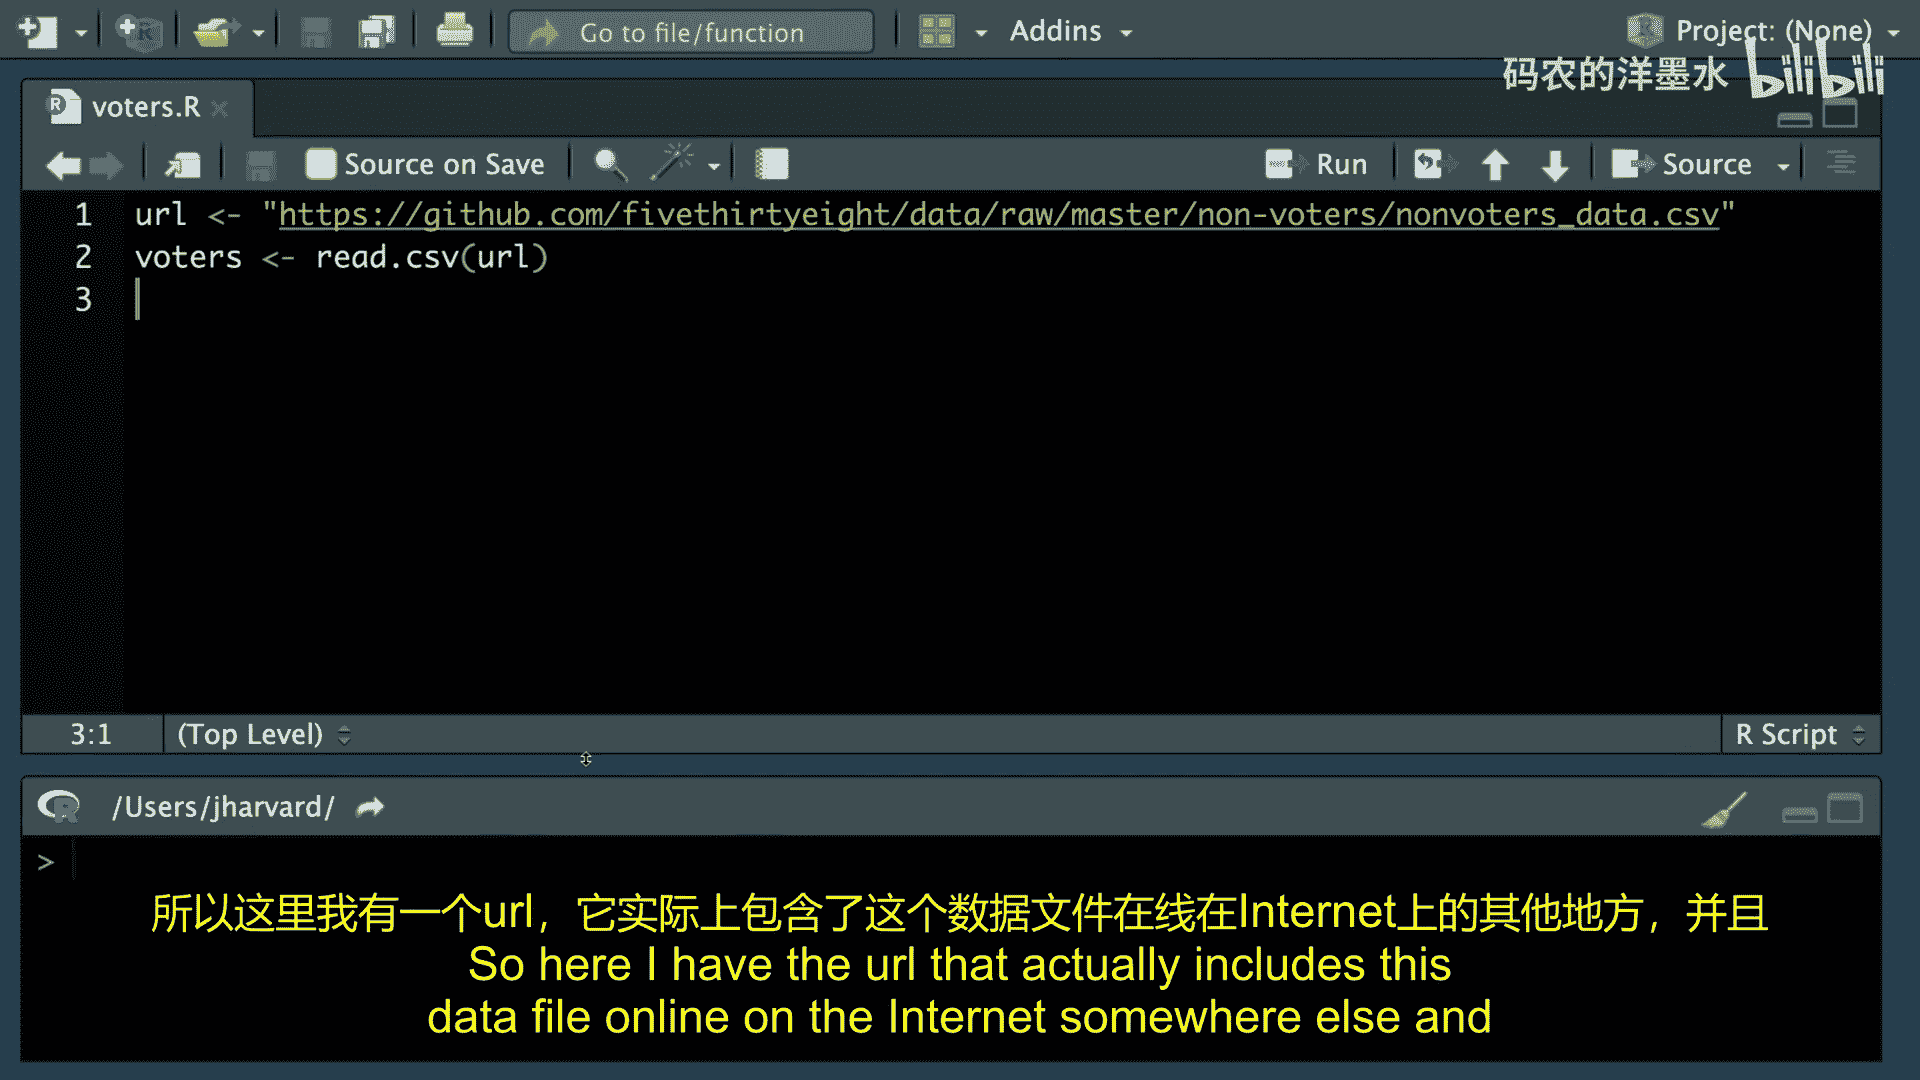 Go to file/function
Addins
Project: (None)
码农的洋墨水 bilibili
voters.R
Source on Save
Run
Source
1 url <- "https://github.com/fivethirtyeight/data/raw/master/non-voters/nonvoters_data.csv"
2 voters <- read.csv(url)
3
3:1 (Top Level) R Script
/Users/jharvard/
>
所以这里我有一个url，它实际上包含了这个数据文件在线在Internet上的其他地方，并且
So here I have the url that actually includes this
data file online on the Internet somewhere else and